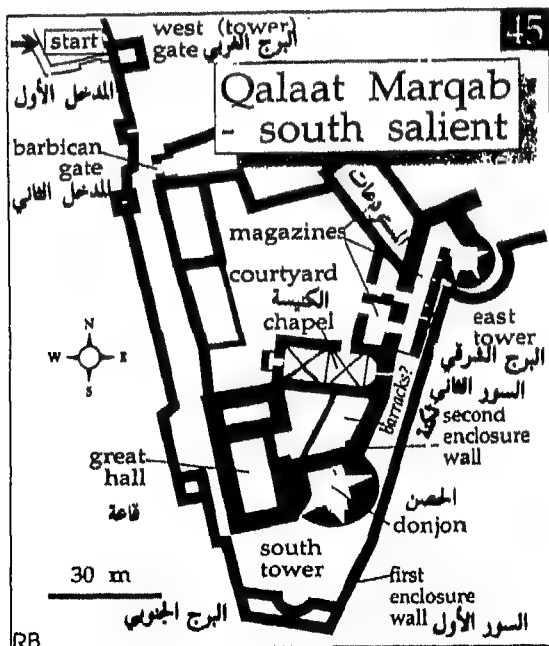 45
start
west (tower)
gate البرج الغربي
المدخل الأول
Qalaat Marqab
- south salient
barbican
gate
المدخل الثاني
المستودعات
magazines
courtyard
الكنيسة
chapel
N
W E
S
east
tower
البرج الشرقي
السور الثاني
Barracks?
ثكنة
second
enclosure
wall
great
hall
قاعة
الحصن
donjon
south
tower
30 m
first
enclosure
wall السور الأول
البرج الجنوبي
RB